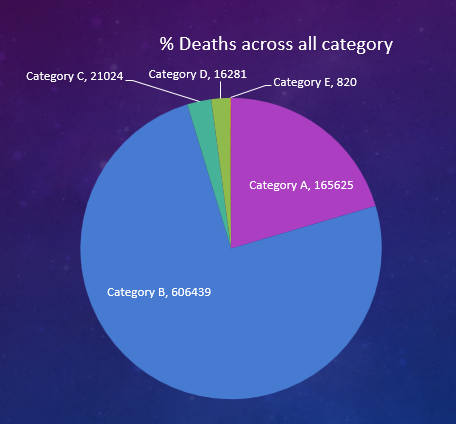 % Deaths across all category
Category C, 21024
Category D, 16281
Category E, 820
Category A, 165625
Category B, 606439